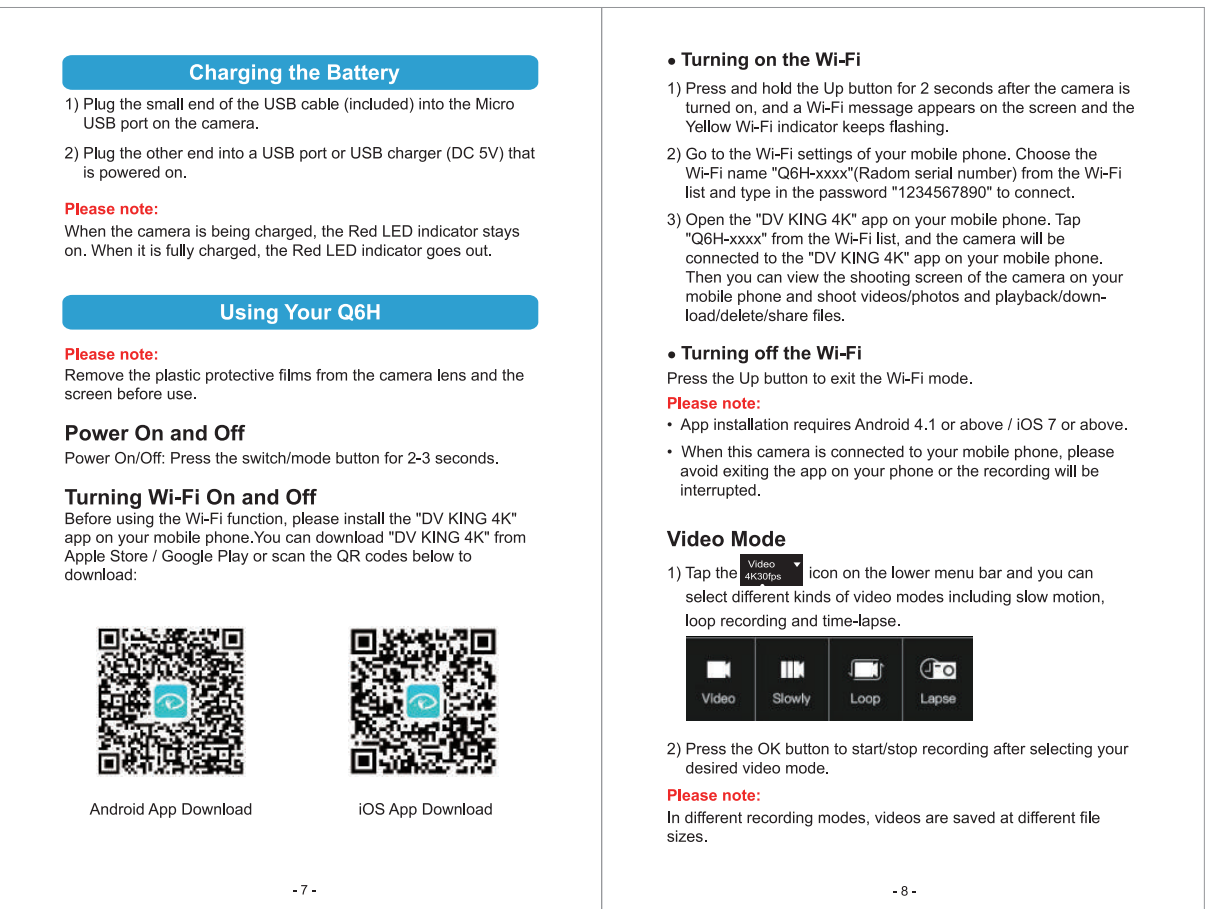 Charging the Battery
1) Plug the small end of the USB cable (included) into the Micro
USB port on the camera.
2) Plug the other end into a USB port or USB charger (DC 5V) that
is powered on.
Please note:
When the camera is being charged, the Red LED indicator stays
on. When it is fully charged, the Red LED indicator goes out.
Using Your Q6H
Please note:
Remove the plastic protective films from the camera lens and the
screen before use.
Power On and Off
Power On/Off: Press the switch/mode button for 2-3 seconds.
Turning Wi-Fi On and Off
Before using the Wi-Fi function, please install the "DV KING 4K"
app on your mobile phone.You can download "DV KING 4K" from
Apple Store / Google Play or scan the QR codes below to
download:
Android App Download
iOS App Download
- 7 -
● Turning on the Wi-Fi
1) Press and hold the Up button for 2 seconds after the camera is
turned on, and a Wi-Fi message appears on the screen and the
Yellow Wi-Fi indicator keeps flashing.
2) Go to the Wi-Fi settings of your mobile phone. Choose the
Wi-Fi name "Q6H-xxxx"(Radom serial number) from the Wi-Fi
list and type in the password "1234567890" to connect.
3) Open the "DV KING 4K" app on your mobile phone. Tap
"Q6H-xxxx" from the Wi-Fi list, and the camera will be
connected to the "DV KING 4K" app on your mobile phone.
Then you can view the shooting screen of the camera on your
mobile phone and shoot videos/photos and playback/down-
load/delete/share files.
● Turning off the Wi-Fi
Press the Up button to exit the Wi-Fi mode.
Please note:
• App installation requires Android 4.1 or above / iOS 7 or above.
• When this camera is connected to your mobile phone, please
avoid exiting the app on your phone or the recording will be
interrupted.
Video Mode
1) Tap the Video 4K30fps icon on the lower menu bar and you can
select different kinds of video modes including slow motion,
loop recording and time-lapse.
Video Slowly Loop Lapse
2) Press the OK button to start/stop recording after selecting your
desired video mode.
Please note:
In different recording modes, videos are saved at different file
sizes.
- 8 -